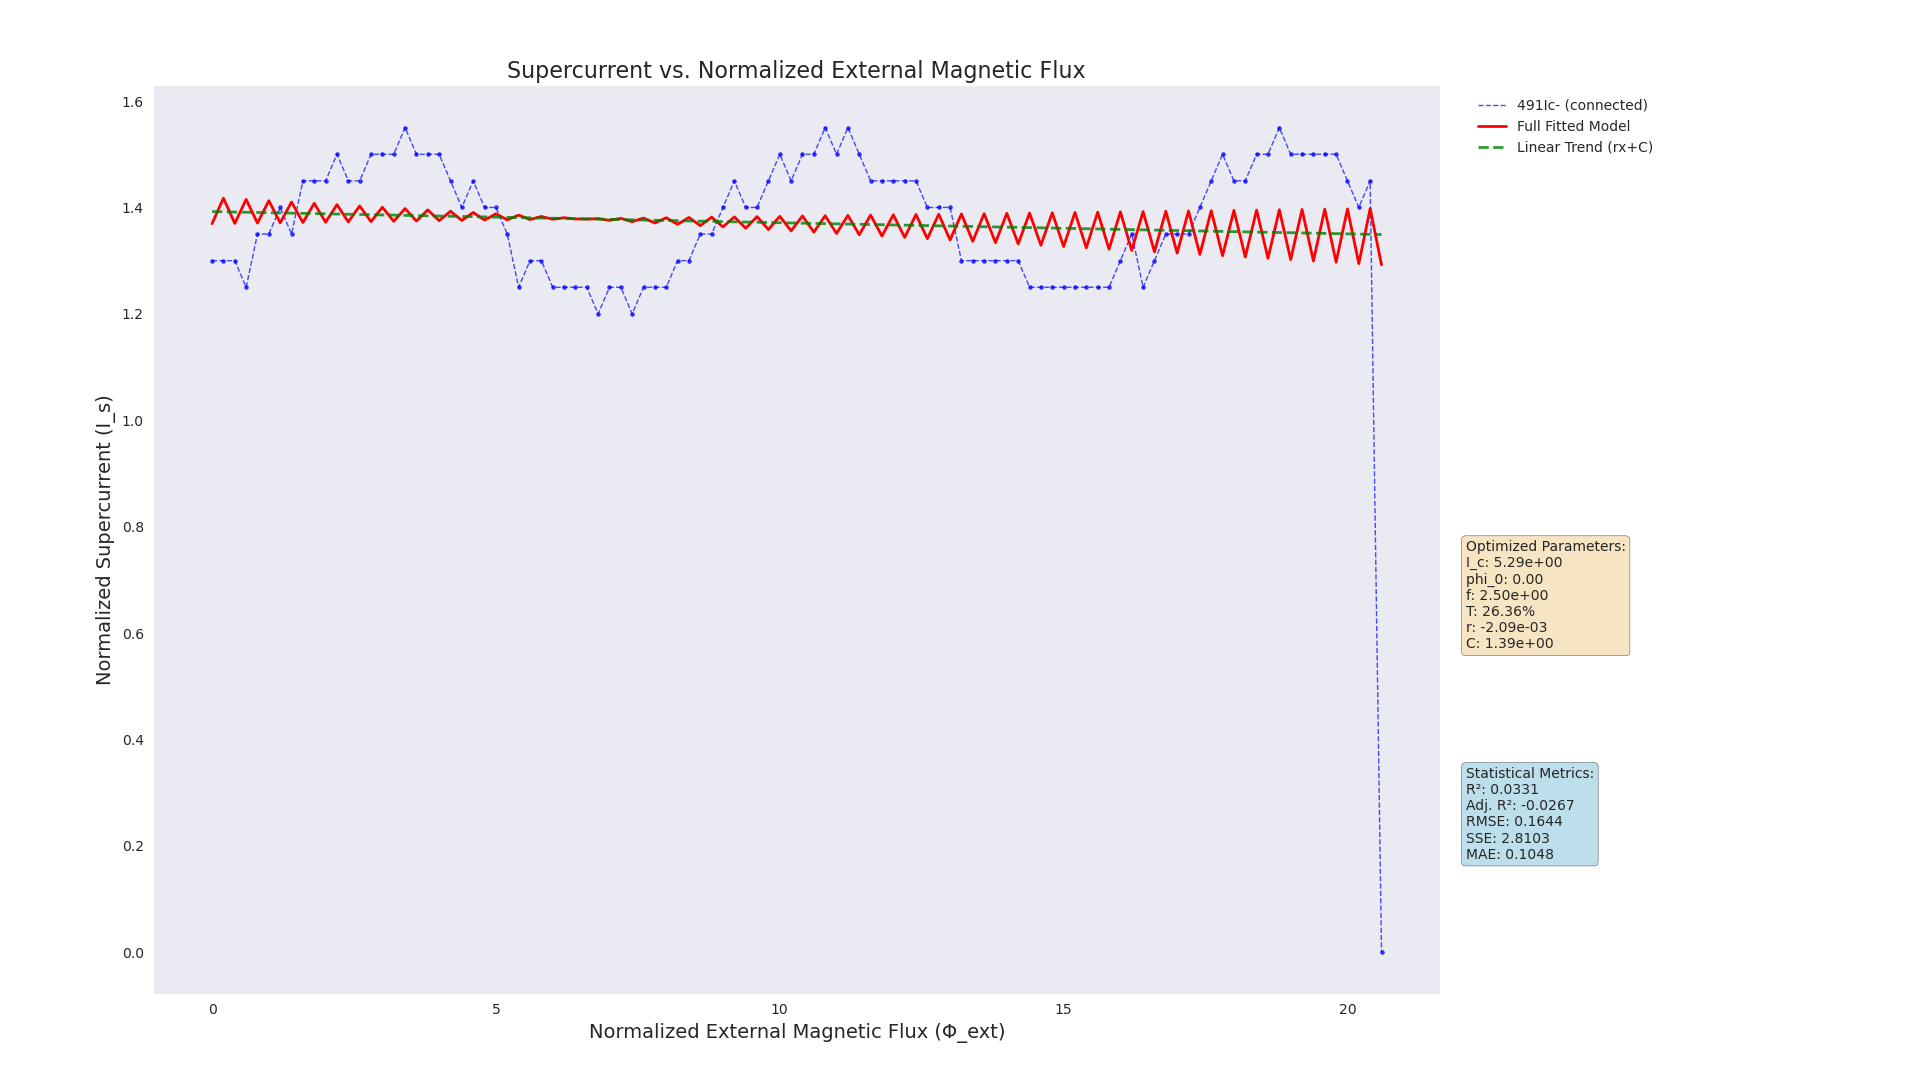 Supercurrent vs. Normalized External Magnetic Flux
1.6
1.4
1.2
1.0
0.8
0.6
0.4
0.2
0.0
Normalized Supercurrent (I_s)
0
5
10
15
20
Normalized External Magnetic Flux (Φ_ext)
491Ic- (connected)
Full Fitted Model
Linear Trend (rx+C)
Optimized Parameters:
I_c: 5.29e+00
phi_0: 0.00
f: 2.50e+00
T: 26.36%
r: -2.09e-03
C: 1.39e+00
Statistical Metrics:
R²: 0.0331
Adj. R²: -0.0267
RMSE: 0.1644
SSE: 2.8103
MAE: 0.1048